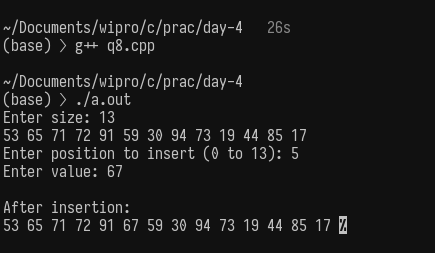 ~/Documents/wipro/c/prac/day-4 26s
(base) > g++ q8.cpp
~/Documents/wipro/c/prac/day-4
(base) > ./a.out
Enter size: 13
53 65 71 72 91 59 30 94 73 19 44 85 17
Enter position to insert (0 to 13): 5
Enter value: 67
After insertion:
53 65 71 72 91 67 59 30 94 73 19 44 85 17 %